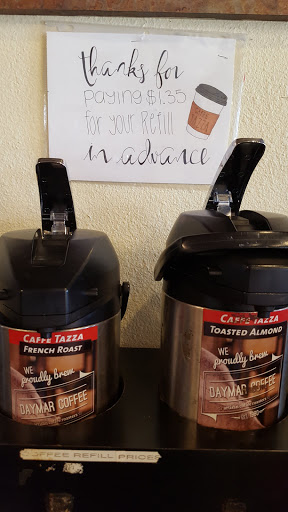 thanks for
paying $1.35
for your Refill
in advance
CAFFE TAZZA
FRENCH ROAST
WE
proudly brew
DAYMAR COFFEE
CAFFE TAZZA
TOASTED ALMOND
WE
proudly brew
DAYMAR COFFEE
COFFEE REFILL PRICES